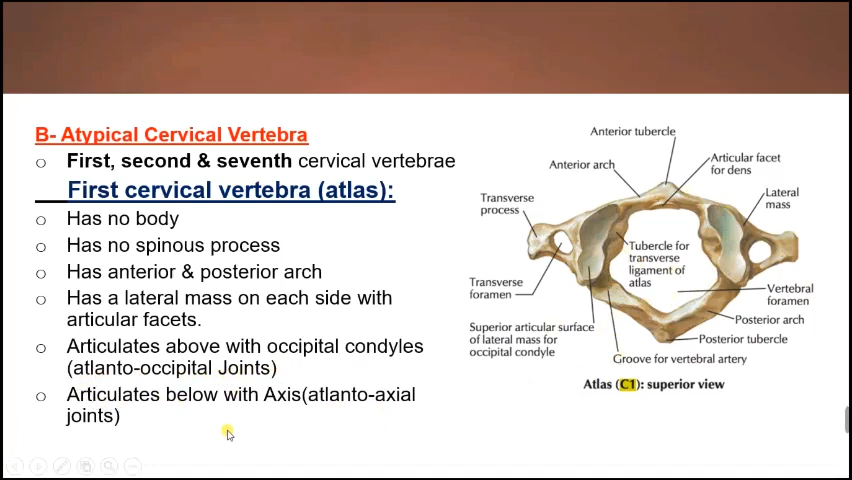 B- Atypical Cervical Vertebra
o First, second & seventh cervical vertebrae
First cervical vertebra (atlas):
o Has no body
o Has no spinous process
o Has anterior & posterior arch
o Has a lateral mass on each side with
articular facets.
o Articulates above with occipital condyles
(atlanto-occipital Joints)
o Articulates below with Axis(atlanto-axial
joints)
Anterior tubercle
Anterior arch
Articular facet
for dens
Transverse
process
Lateral
mass
Tubercle for
transverse
ligament of
atlas
Transverse
foramen
Vertebral
foramen
Superior articular surface
of lateral mass for
occipital condyle
Posterior arch
Posterior tubercle
Groove for vertebral artery
Atlas (C1): superior view